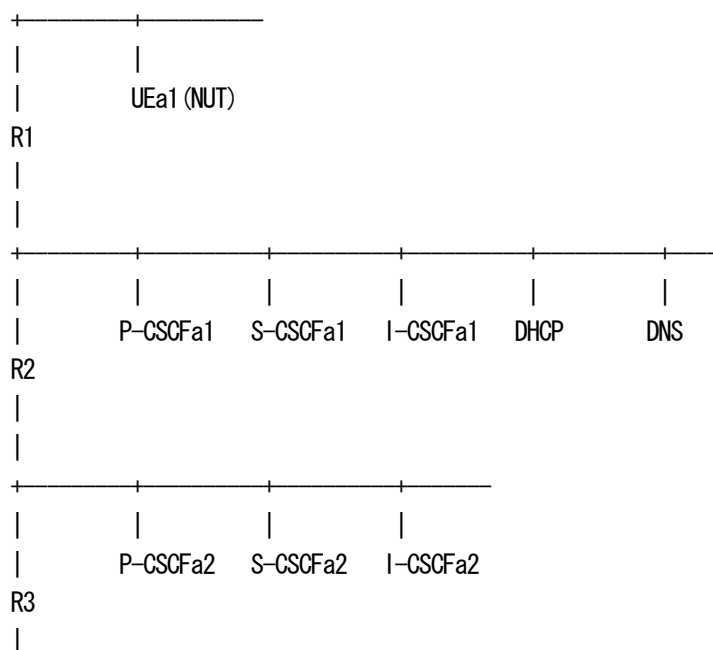 UEa1(NUT)
R1
P-CSCFa1 S-CSCFa1 I-CSCFa1 DHCP DNS
R2
P-CSCFa2 S-CSCFa2 I-CSCFa2
R3